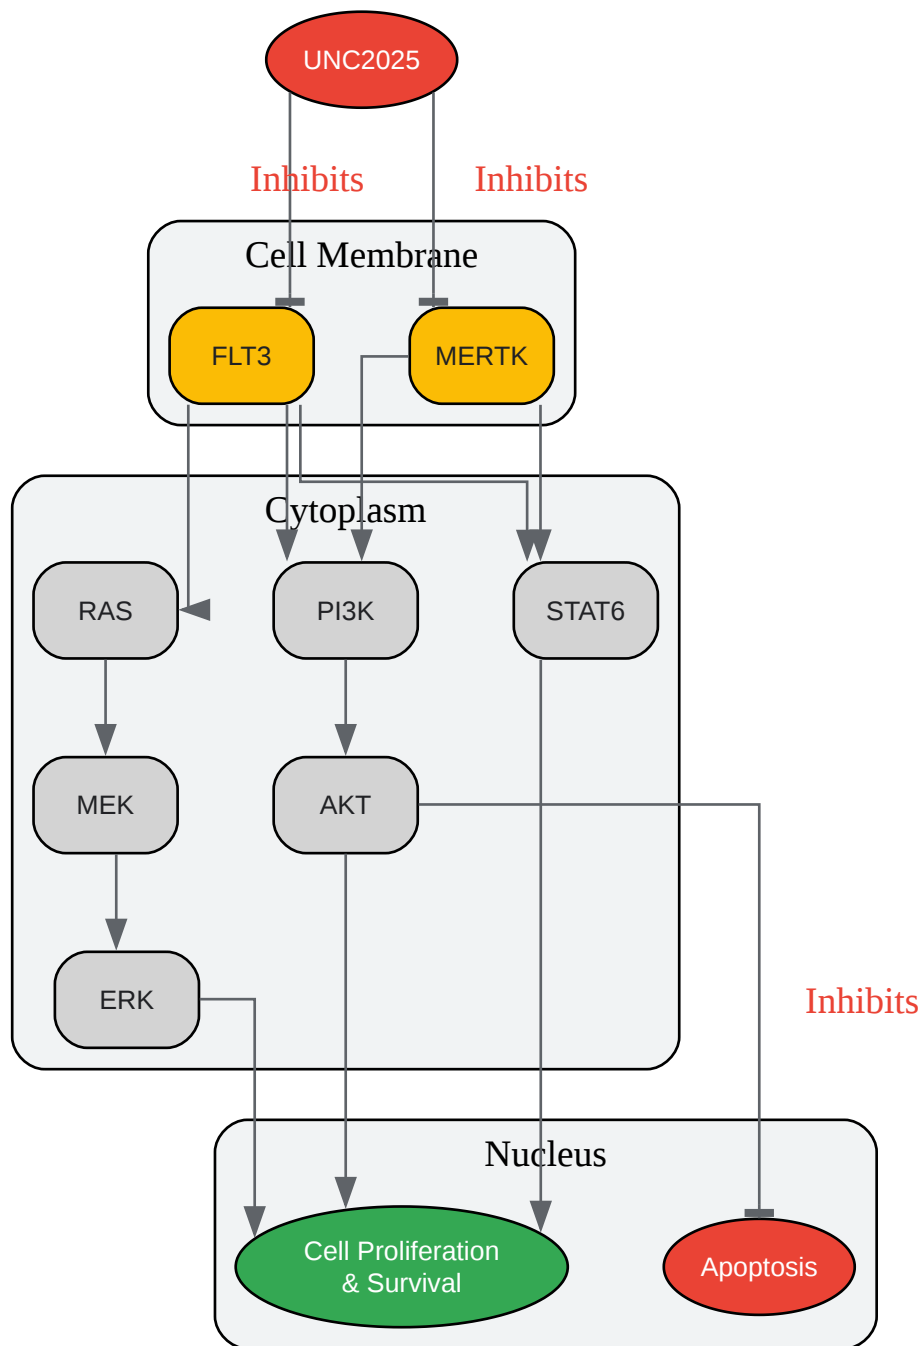 UNC2025
Inhibits
Inhibits
Cell Membrane
FLT3
MERTK
Cytoplasm
RAS
PI3K
STAT6
MEK
AKT
ERK
Inhibits
Nucleus
Cell Proliferation
& Survival
Apoptosis